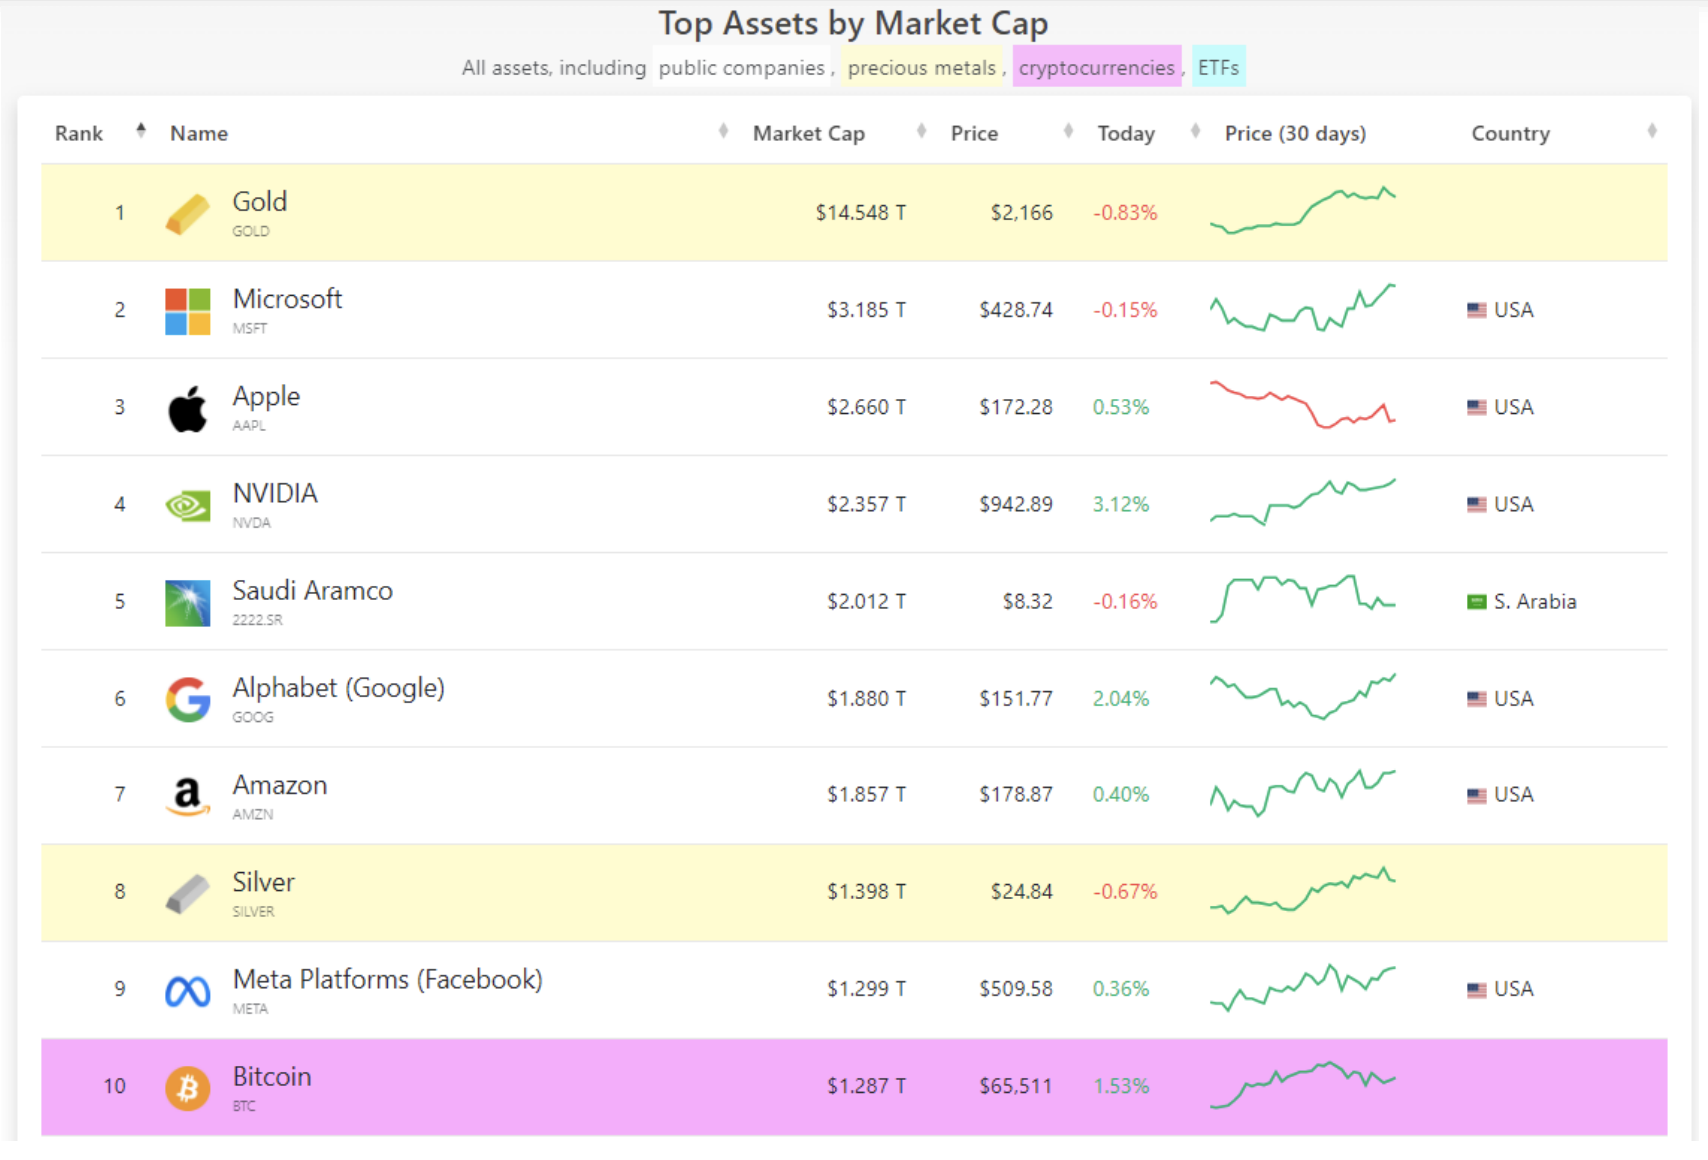 Top Assets by Market Cap
All assets, including public companies , precious metals , cryptocurrencies , ETFs
Rank Name Market Cap Price Today Price (30 days) Country
1 Gold $14.548 T $2,166 -0.83%
GOLD
2 Microsoft $3.185 T $428.74 -0.15% USA
MSFT
3 Apple $2.660 T $172.28 0.53% USA
AAPL
4 NVIDIA $2.357 T $942.89 3.12% USA
NVDA
5 Saudi Aramco $2.012 T $8.32 -0.16% S. Arabia
2222.SR
6 Alphabet (Google) $1.880 T $151.77 2.04% USA
GOOG
7 Amazon $1.857 T $178.87 0.40% USA
AMZN
8 Silver $1.398 T $24.84 -0.67%
SILVER
9 Meta Platforms (Facebook) $1.299 T $509.58 0.36% USA
META
10 Bitcoin $1.287 T $65,511 1.53%
BTC